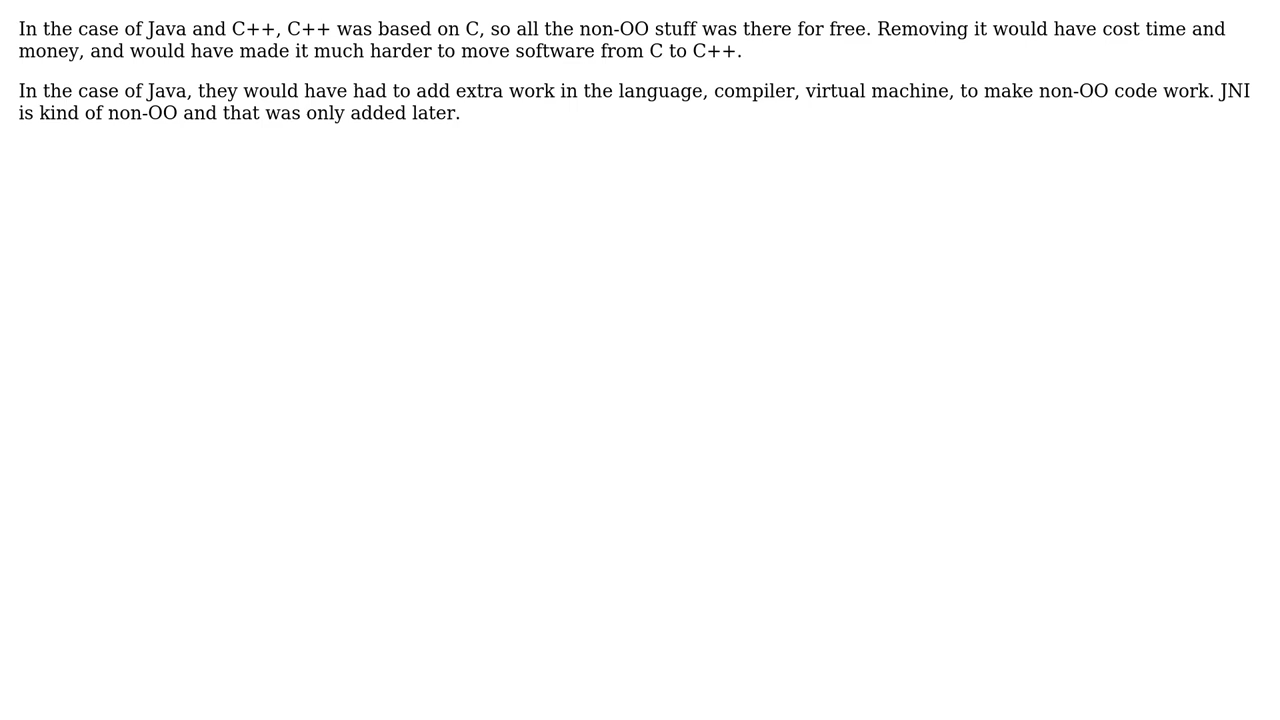 In the case of Java and C++, C++ was based on C, so all the non-OO stuff was there for free. Removing it would have cost time and
money, and would have made it much harder to move software from C to C++.
In the case of Java, they would have had to add extra work in the language, compiler, virtual machine, to make non-OO code work. JNI
is kind of non-OO and that was only added later.